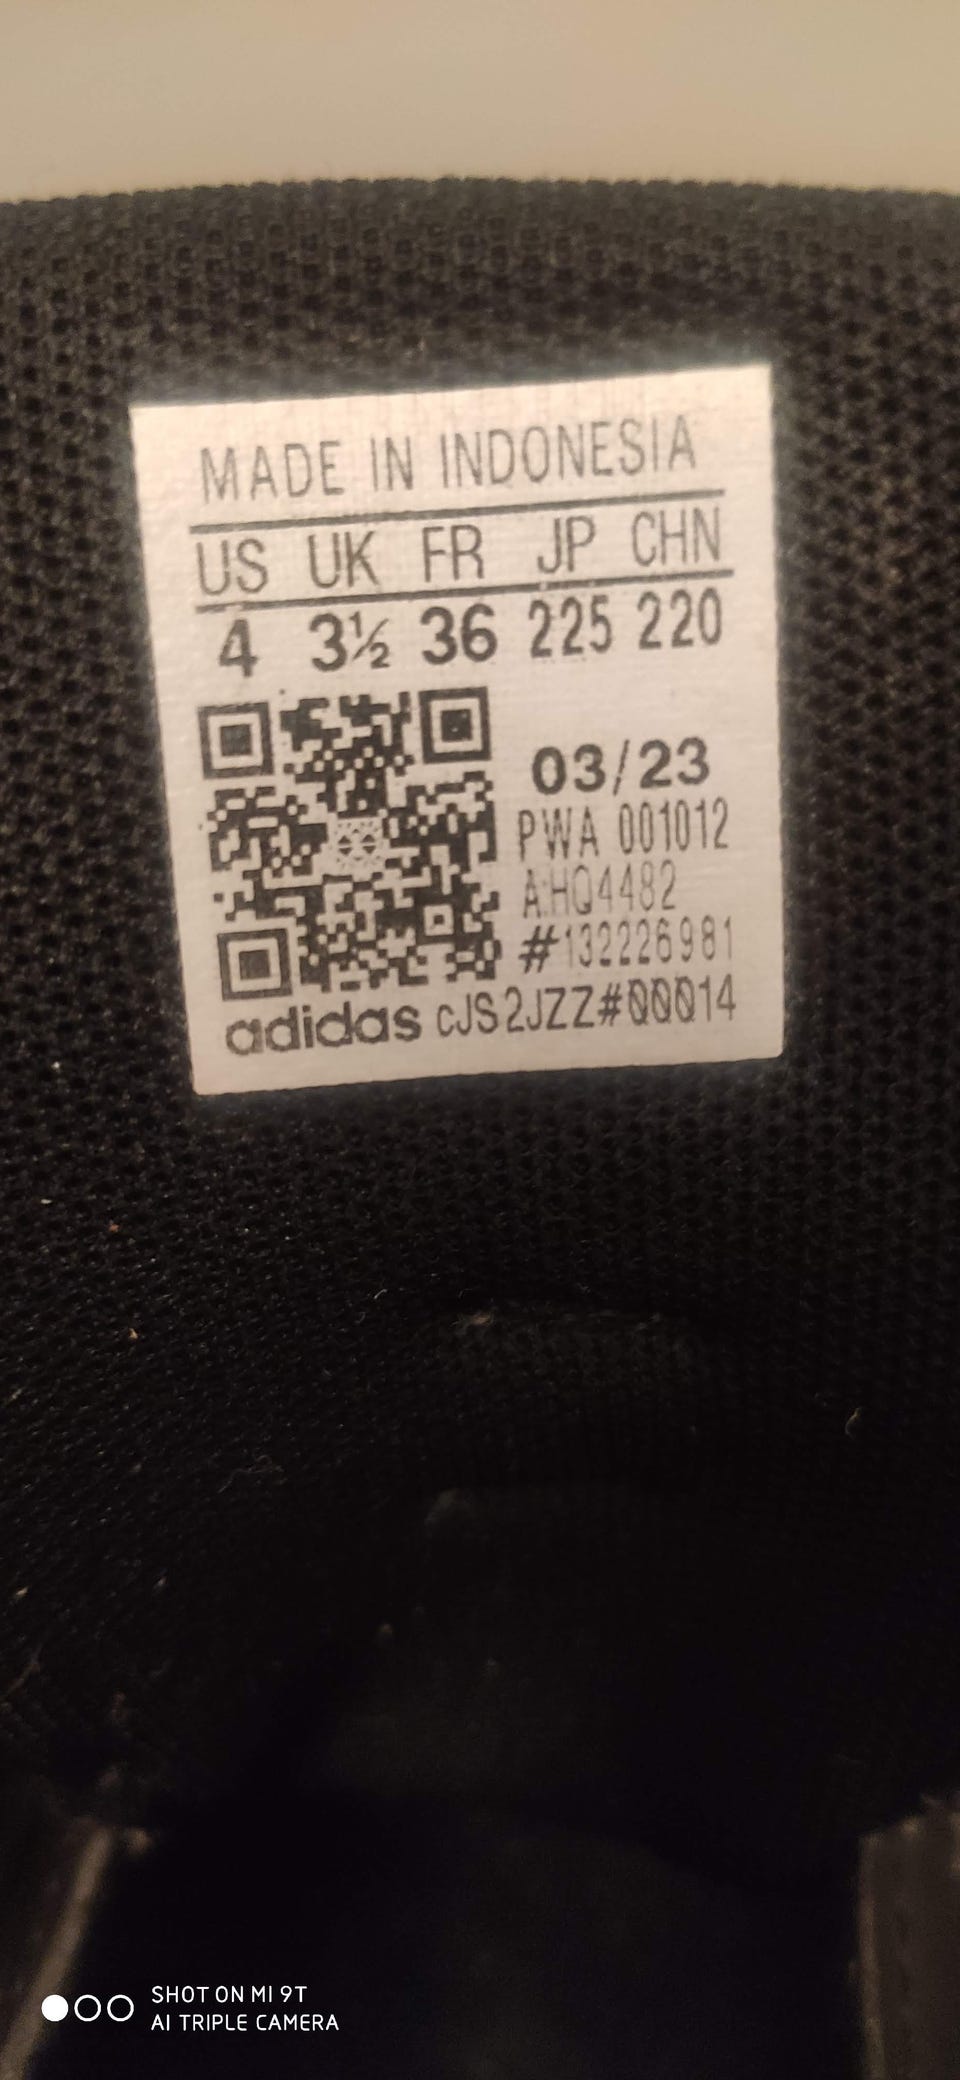 MADE IN INDONESIA
US UK FR JP CHN
4 3½ 36 225 220
03/23
PWA 001012
A:HQ4482
#132226981
adidas cJS2JZZ#00014
SHOT ON MI 9T
AI TRIPLE CAMERA